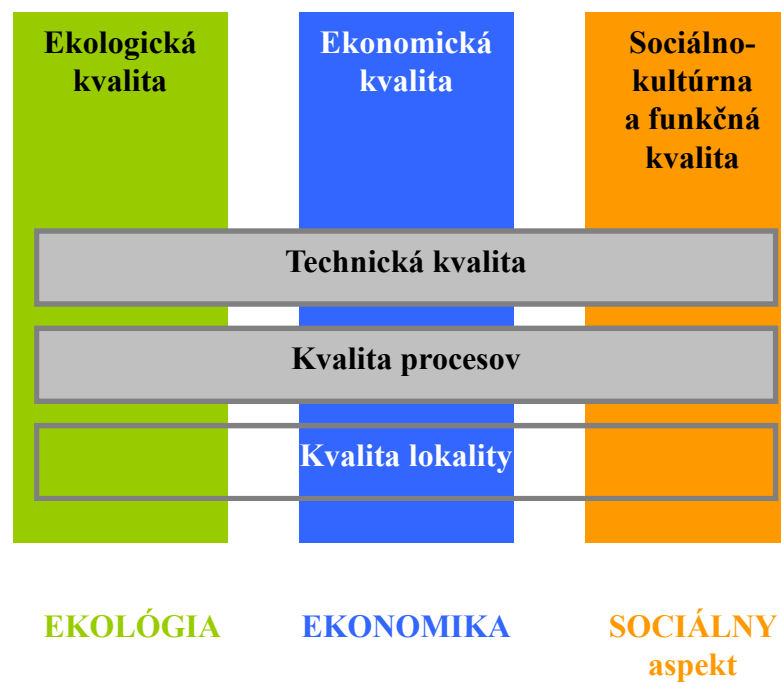 Ekologická
kvalita
Ekonomická
kvalita
Sociálno-
kultúrna
a funkčná
kvalita
Technická kvalita
Kvalita procesov
Kvalita lokality
EKOLÓGIA
EKONOMIKA
SOCIÁLNY
aspekt